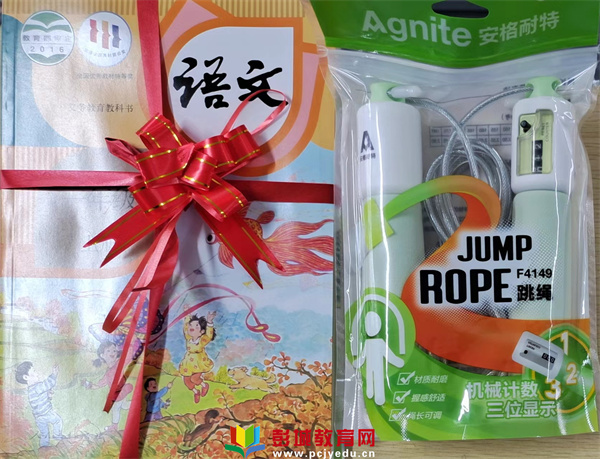 教育部审定
2016
义务教育教科书
语文
Agnite 安格耐特
JUMP
ROPE
F4149
跳绳
材质耐磨
握感舒适
绳长可调
1
2
3
机械计数
三位显示
彭城教育网
www.pcjyedu.cn